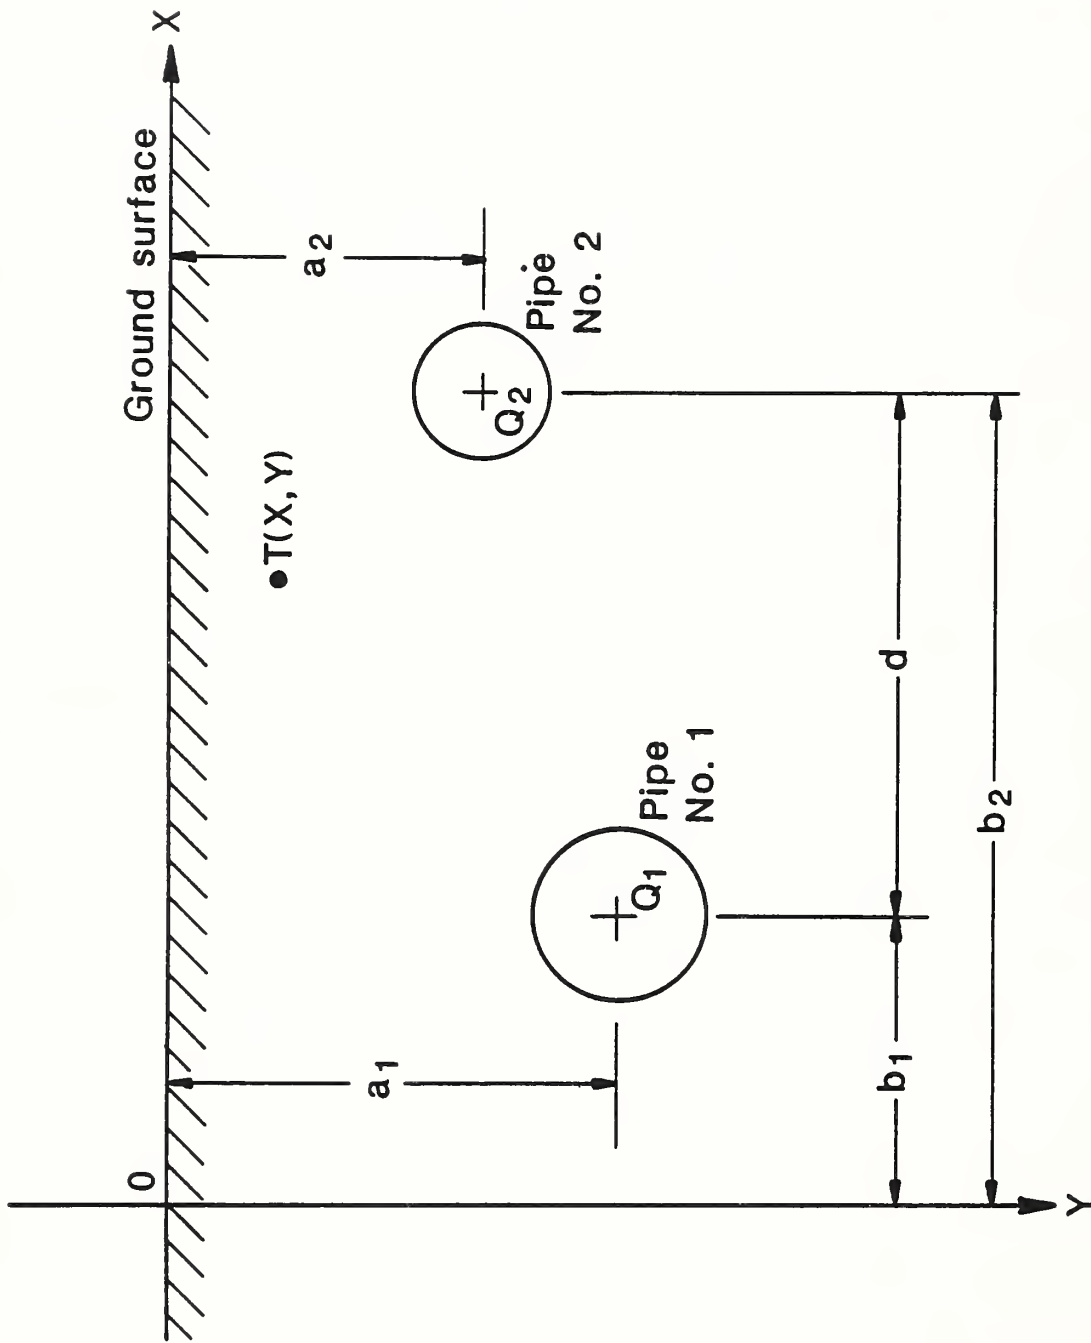 0
Ground surface
X
T(X, Y)
a₂
a₁
Q₂
Pipe
No. 2
Q₁
Pipe
No. 1
b₁
d
b₂
Y